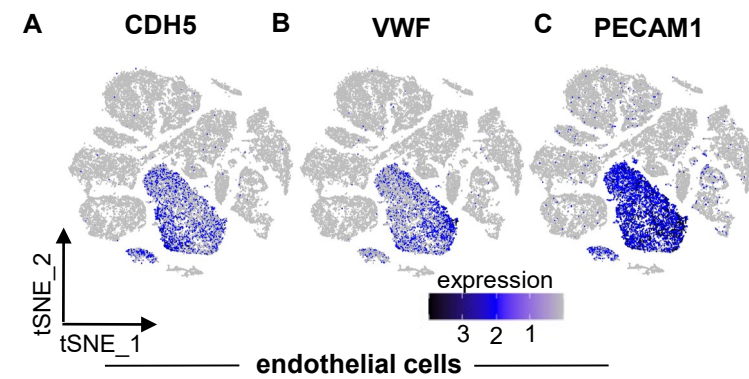 A CDH5 B VWF C PECAM1
tSNE_2
tSNE_1
expression
3 2 1
endothelial cells